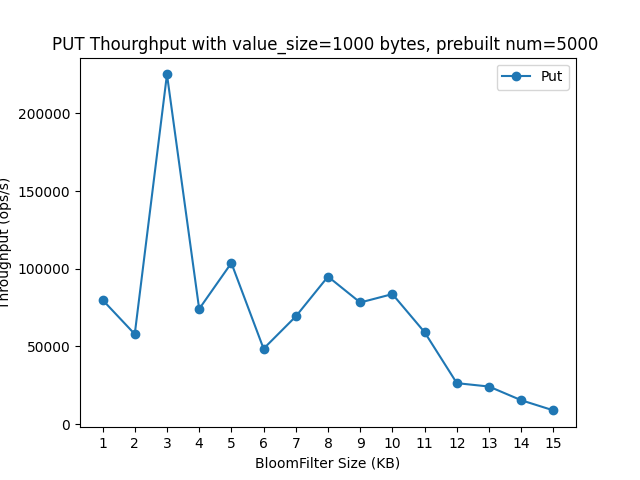 PUT Thourghput with value_size=1000 bytes, prebuilt num=5000
Put
200000
150000
100000
50000
0
Throughput (ops/s)
1 2 3 4 5 6 7 8 9 10 11 12 13 14 15
BloomFilter Size (KB)